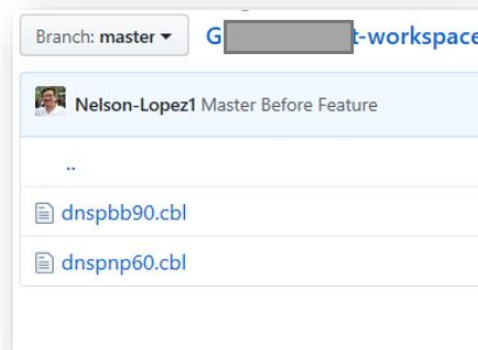 Branch: master G t-workspace
Nelson-Lopez1 Master Before Feature
..
dnspbb90.cbl
dnspnp60.cbl